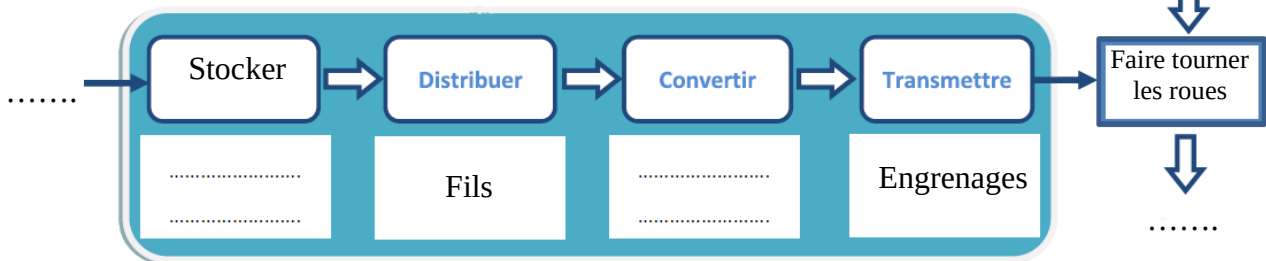 Stocker
Distribuer
Convertir
Transmettre
Faire tourner
les roues
.......
........................
........................
Fils
........................
........................
Engrenages
.......